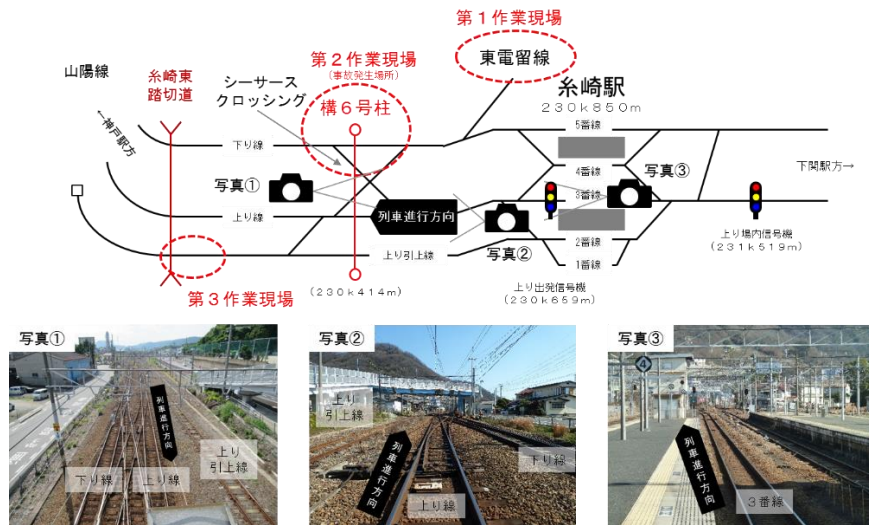 第１作業現場
東電留線
第２作業現場
(事故発生場所)
構６号柱
シーサース
クロッシング
山陽線
糸崎東
踏切道
←神戸駅方
糸崎駅
２３０ｋ８５０ｍ
5番線
4番線
3番線
2番線
1番線
下り線
上り線
上り引上線
写真①
写真②
写真③
列車進行方向
下関駅方→
上り場内信号機
(２３１ｋ５１９ｍ)
上り出発信号機
(２３０ｋ６５９ｍ)
(２３０ｋ４１４ｍ)
第３作業現場
写真①
列車進行方向
下り線
上り線
上り
引上線
写真②
上り
引上線
列車進行方向
上り線
下り線
写真③
4
列車進行方向
３番線